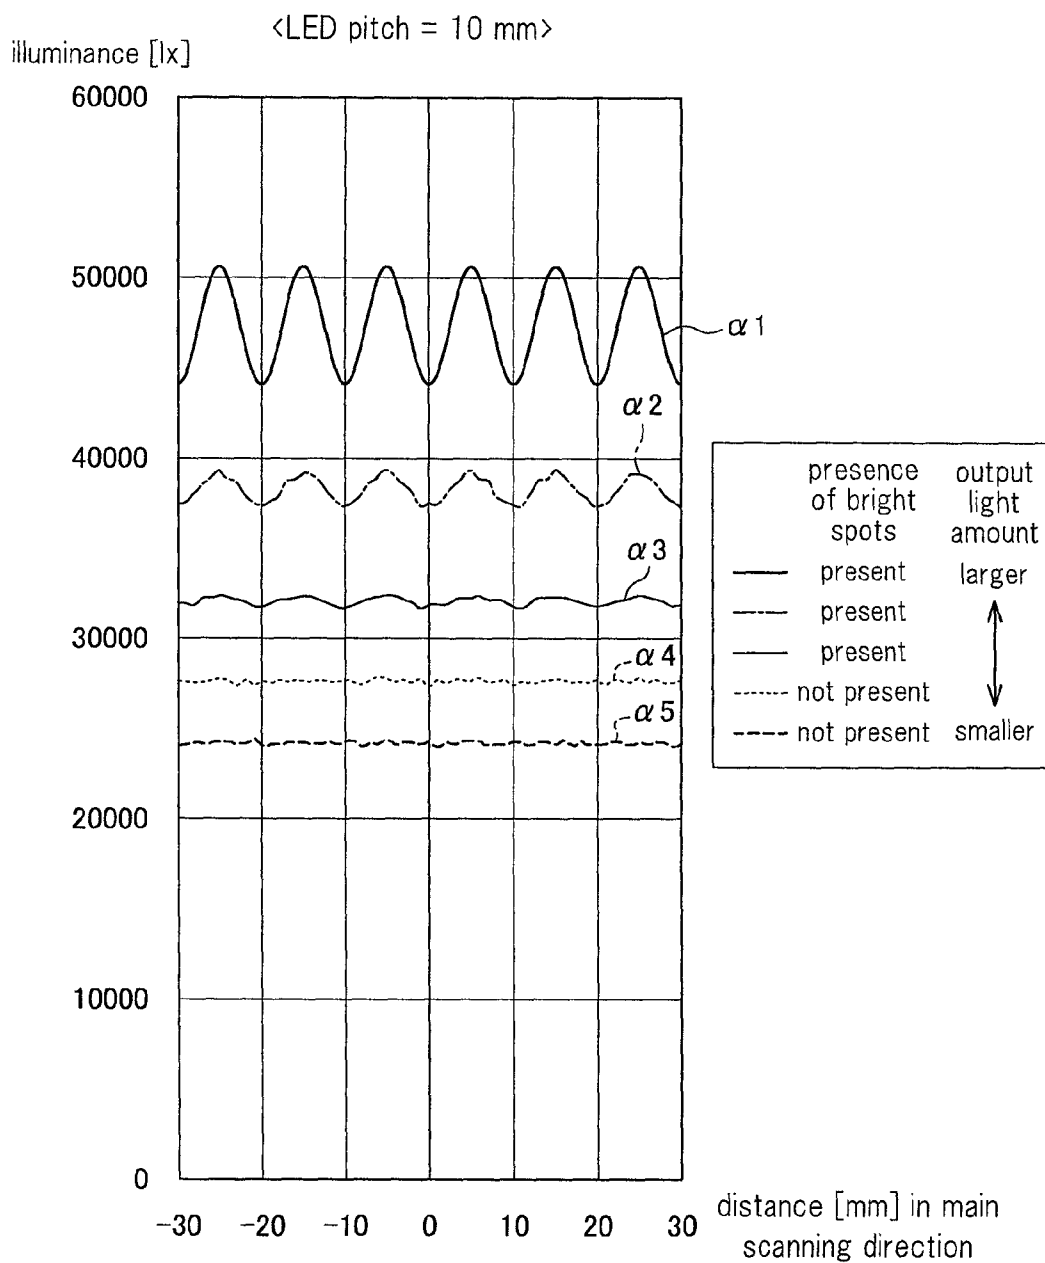 <LED pitch = 10 mm>
illuminance [lx]
60000
50000
40000
30000
20000
10000
0
-30 -20 -10 0 10 20 30
distance [mm] in main
scanning direction
α1
α2
α3
α4
α5
presence of bright spots output light amount
present larger
present
present
not present
not present smaller